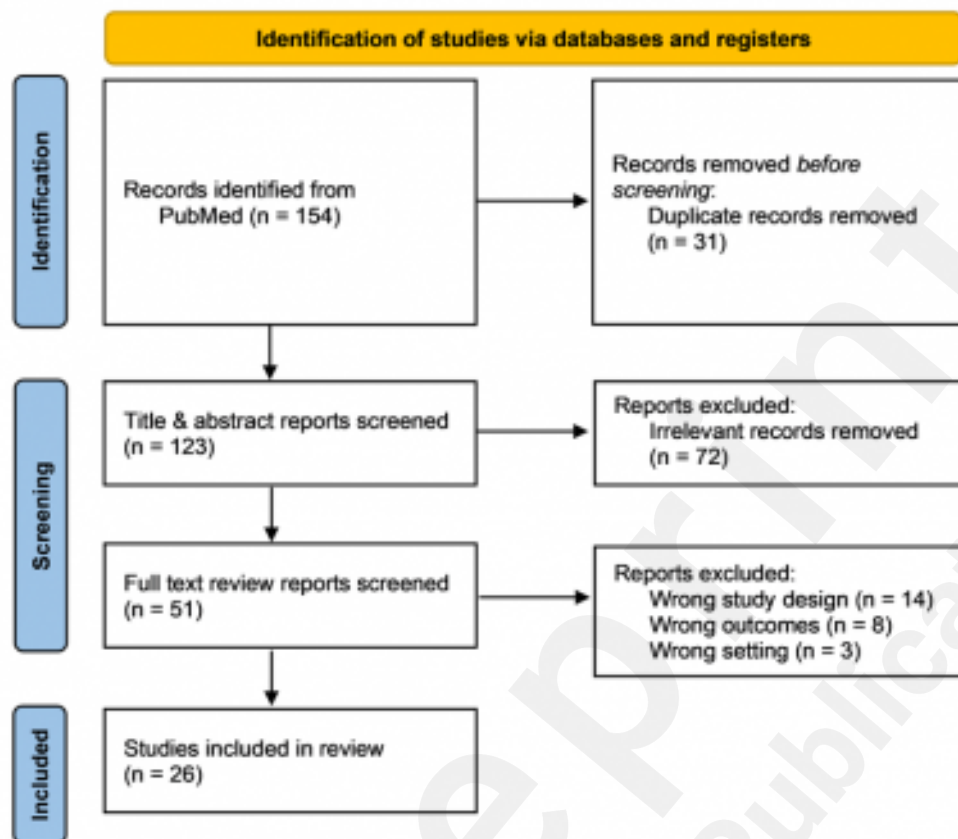 Identification of studies via databases and registers
Identification
Records identified from
PubMed (n = 154)
Records removed before
screening:
Duplicate records removed
(n = 31)
Screening
Title & abstract reports screened
(n = 123)
Reports excluded:
Irrelevant records removed
(n = 72)
Full text review reports screened
(n = 51)
Reports excluded:
Wrong study design (n = 14)
Wrong outcomes (n = 8)
Wrong setting (n = 3)
Included
Studies included in review
(n = 26)